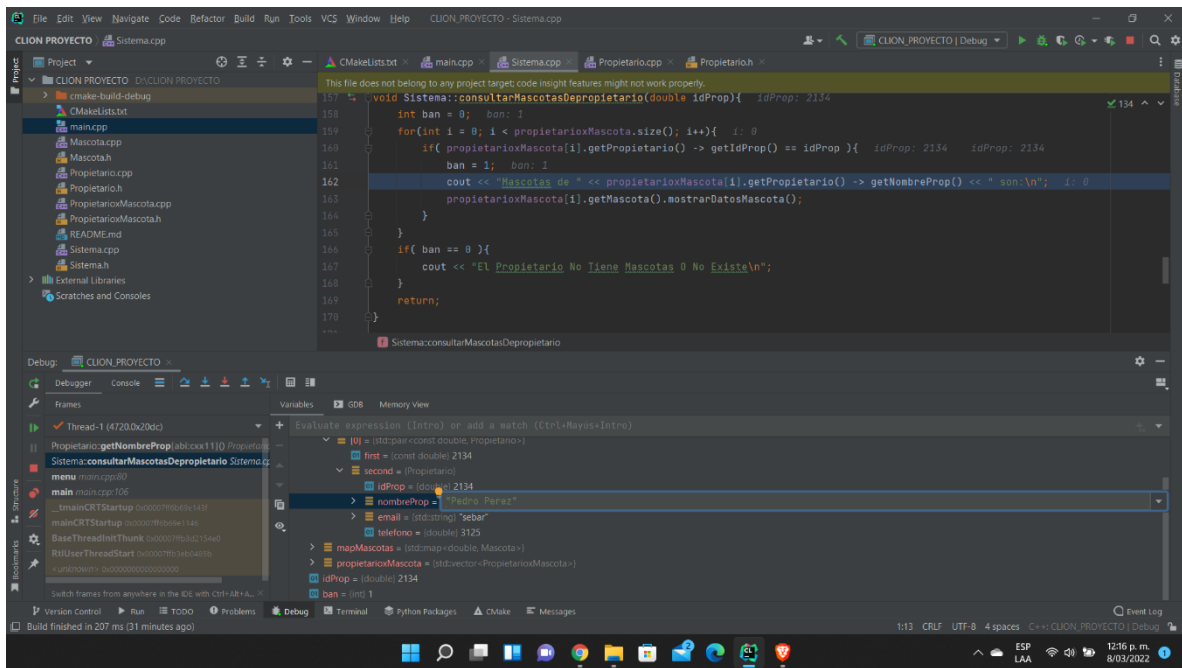 File Edit View Navigate Code Refactor Build Run Tools VCS Window Help CLION_PROYECTO - Sistema.cpp
CLION PROYECTO Sistema.cpp CLION_PROYECTO | Debug
Project CMakeLists.txt main.cpp Sistema.cpp Propietario.cpp Propietario.h
CLION PROYECTO D:\CLION PROYECTO
cmake-build-debug
CMakeLists.txt
main.cpp
Mascota.cpp
Mascota.h
Propietario.cpp
Propietario.h
PropietarioxMascota.cpp
PropietarioxMascota.h
README.md
Sistema.cpp
Sistema.h
External Libraries
Scratches and Consoles
This file does not belong to any project target; code insight features might not work properly.
134
157 void Sistema::consultarMascotasDepropietario(double idProp){ idProp: 2134
158 int ban = 0; ban: 1
159 for(int i = 0; i < propietarioxMascota.size(); i++){ i: 0
160 if( propietarioxMascota[i].getPropietario() -> getIdProp() == idProp ){ idProp: 2134 idProp: 2134
161 ban = 1; ban: 1
162 cout << "Mascotas de " << propietarioxMascota[i].getPropietario() -> getNombreProp() << " son:\n"; i: 0
163 propietarioxMascota[i].getMascota().mostrarDatosMascota();
164 }
165 }
166 if( ban == 0 ){
167 cout << "El Propietario No Tiene Mascotas O No Existe\n";
168 }
169 return;
170 }
Sistema::consultarMascotasDepropietario
Project
Database
Structure
Bookmarks
Debug: CLION_PROYECTO
Debugger Console
Frames
Thread-1 (4720.0x20dc)
Propietario::getNombreProp[abi:cxx11]()
Sistema::consultarMascotasDepropietario
menu main.cpp:80
main main.cpp:106
__tmainCRTStartup
mainCRTStartup
BaseThreadInitThunk
RtlUserThreadStart
<unknown> 0x0000000000000000
Switch frames from anywhere in the IDE with Ctrl+Alt+A...
Variables GDB Memory View
Evaluate expression (Intro) or add a watch (Ctrl+Mayús+Intro)
[0] = {std::pair<const double, Propietario>}
first = {const double} 2134
second = {Propietario}
idProp = {double} 2134
nombreProp = "Pedro Perez"
email = {std::string} "sebar"
telefono = {double} 3125
mapMascotas = {std::map<double, Mascota>}
propietarioxMascota = {std::vector<PropietarioxMascota>}
idProp = {double} 2134
ban = {int} 1
Version Control Run TODO Problems Debug Terminal Python Packages CMake Messages Event Log
Build finished in 207 ms (31 minutes ago) 1:13 CRLF UTF-8 4 spaces C++: CLION_PROYECTO | Debug
ESP
LAA
12:16 p. m.
8/03/2022